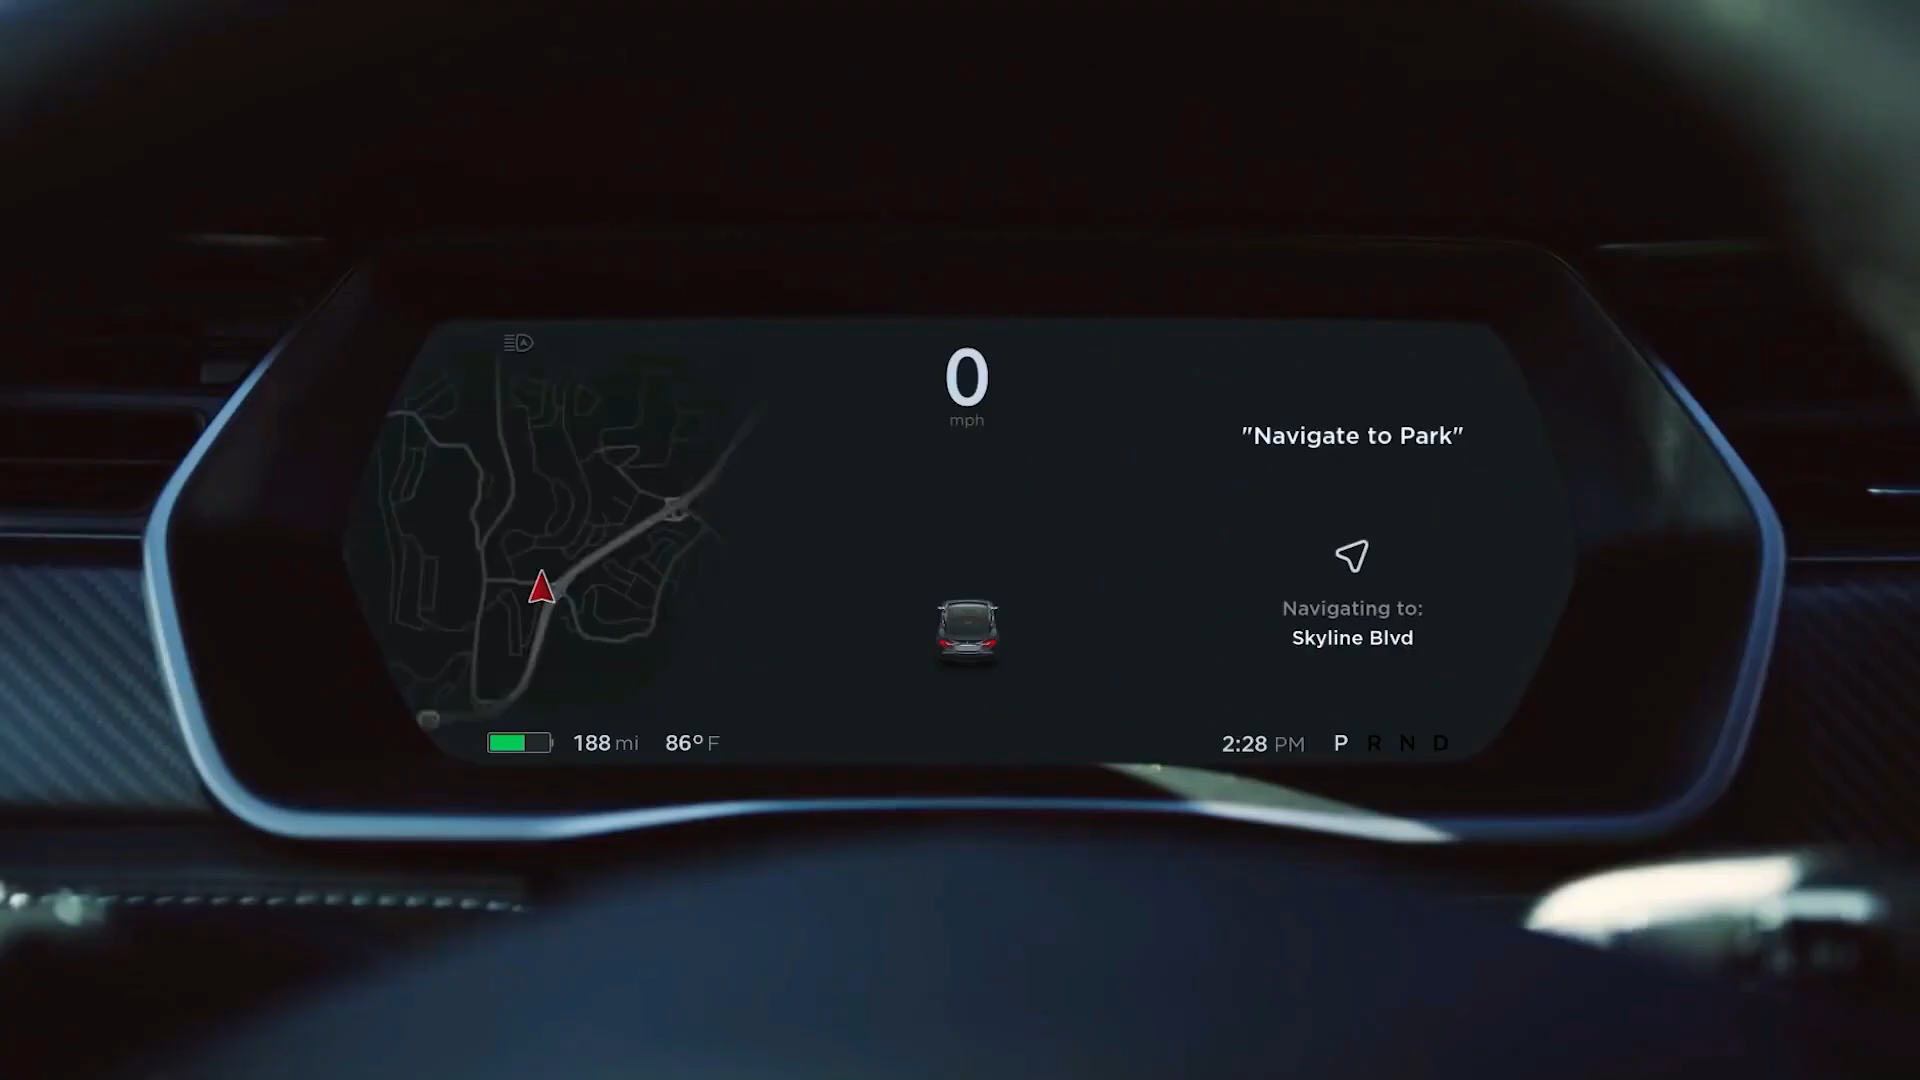 0
mph
"Navigate to Park"
Navigating to:
Skyline Blvd
188 mi 86° F
2:28 PM P R N D